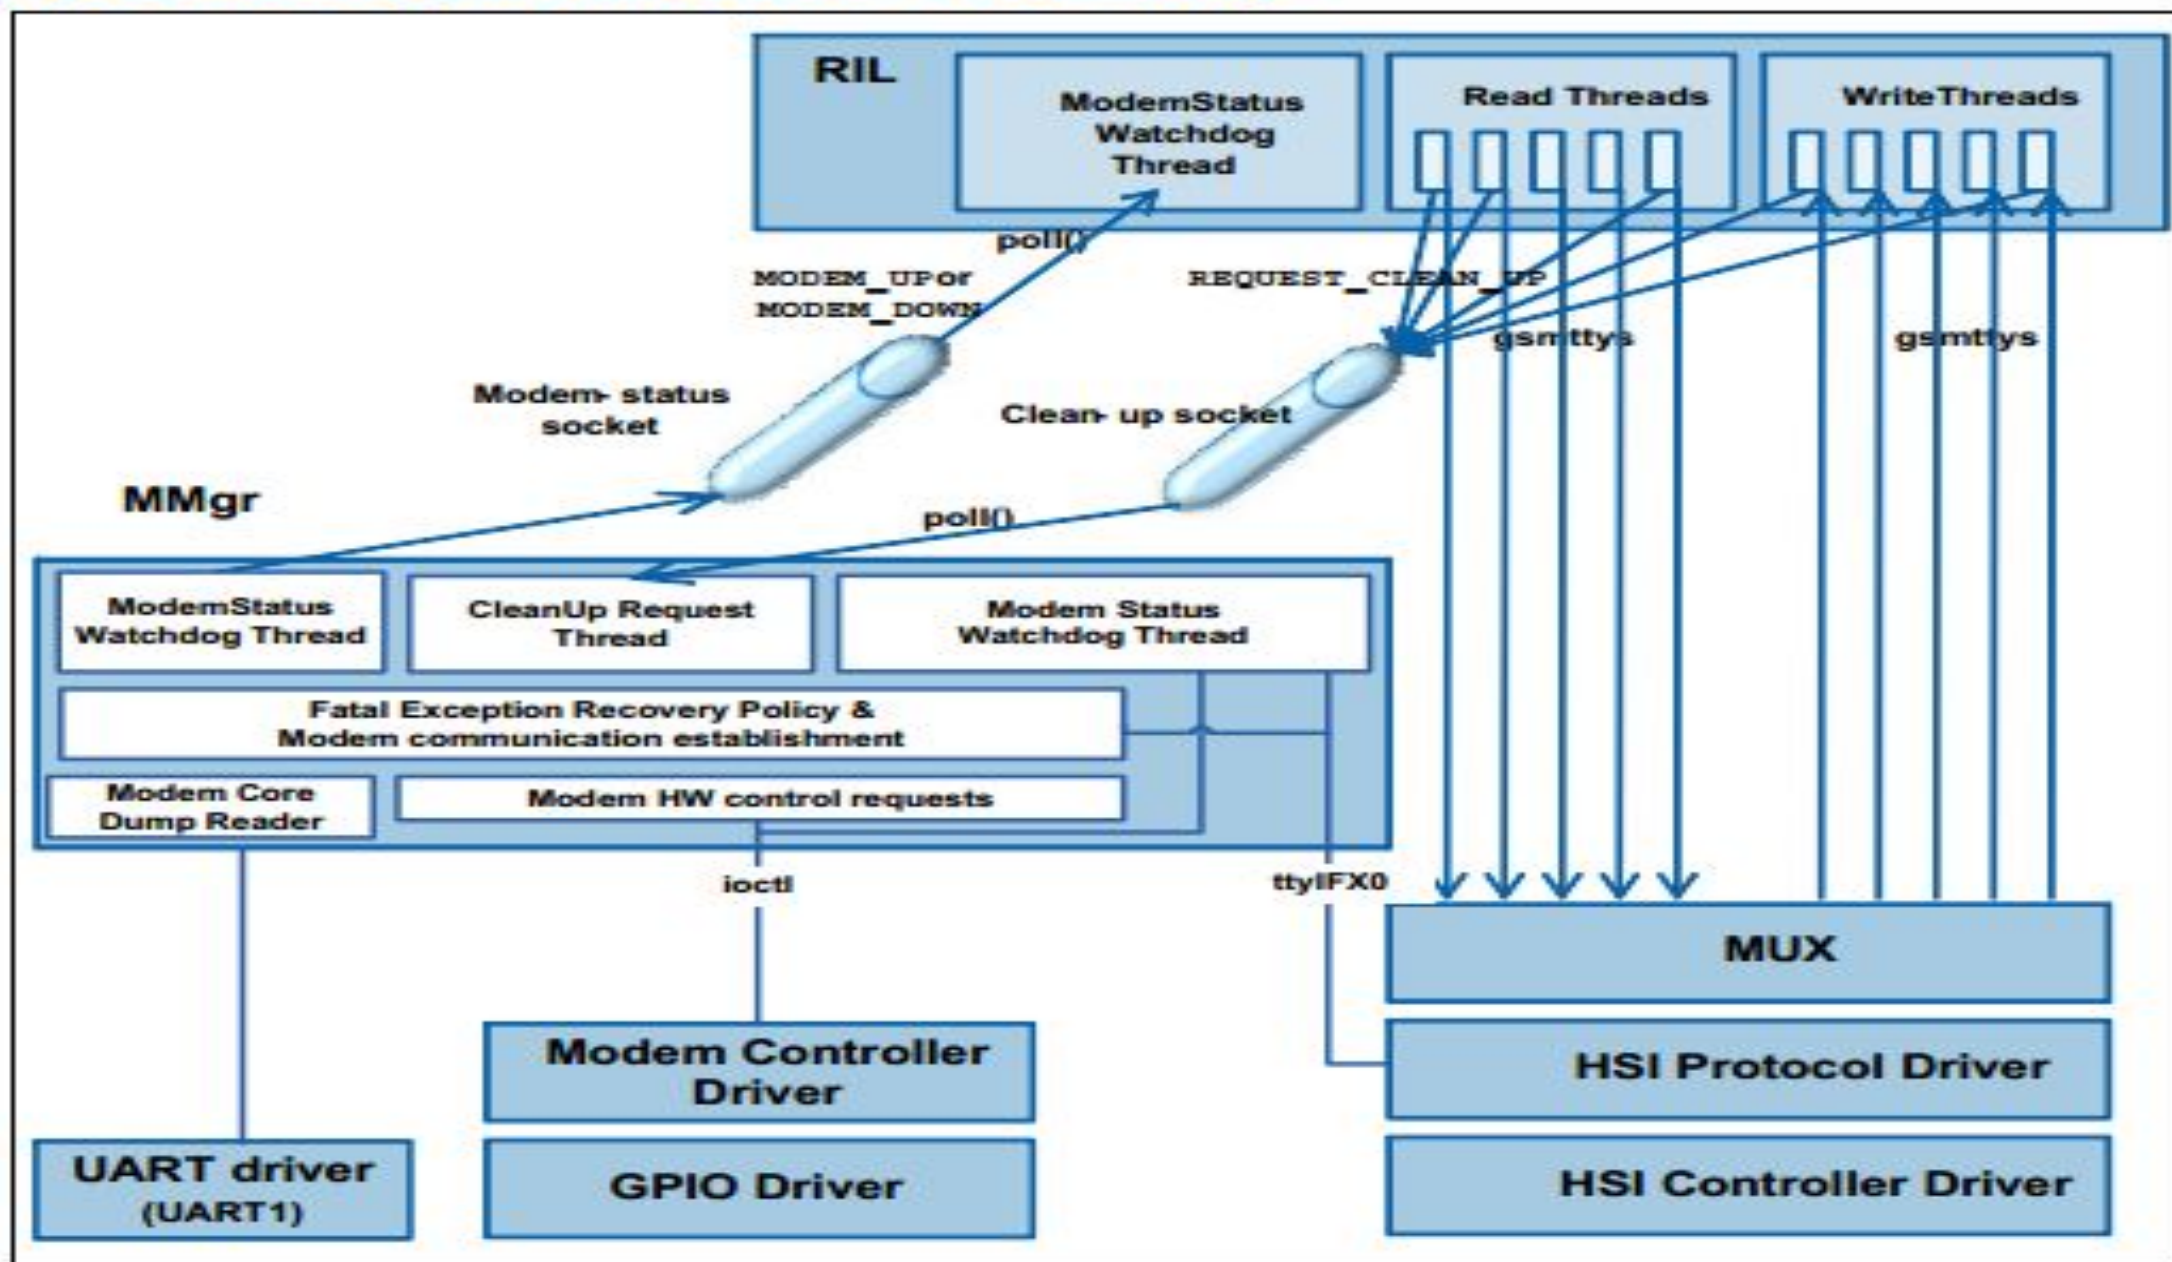 RIL
ModemStatus
Watchdog
Thread
Read Threads
WriteThreads
poll()
MODEM_UPor
MODEM_DOWN
REQUEST_CLEAN_UP
gsmttys
gsmttys
Modem- status
socket
Clean- up socket
MMgr
poll()
ModemStatus
Watchdog Thread
CleanUp Request
Thread
Modem Status
Watchdog Thread
Fatal Exception Recovery Policy &
Modem communication establishment
Modem Core
Dump Reader
Modem HW control requests
ioctl
ttyIFX0
MUX
Modem Controller
Driver
HSI Protocol Driver
UART driver
(UART1)
GPIO Driver
HSI Controller Driver